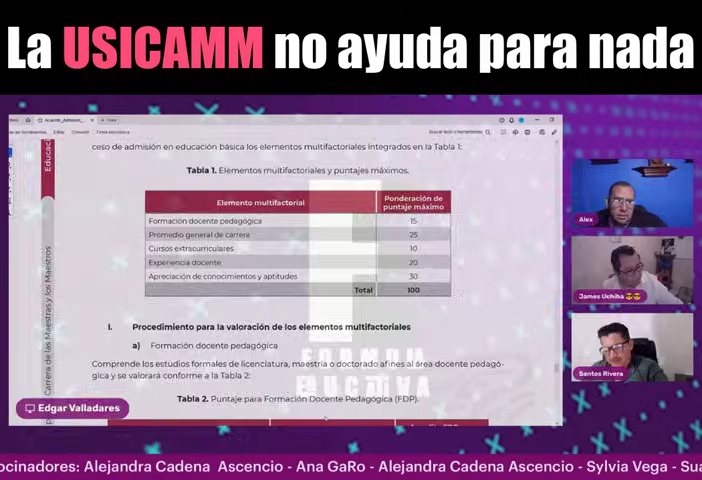 La USICAMM no ayuda para nada
ceso de admisión en educación básica los elementos multifactoriales integrados en la Tabla 1:
Tabla 1. Elementos multifactoriales y puntajes máximos.
Elemento multifactorial
Ponderación de
puntaje máximo
Formación docente pedagógica 15
Promedio general de carrera 25
Cursos extracurriculares 10
Experiencia docente 20
Apreciación de conocimientos y aptitudes 30
Total 100
I. Procedimiento para la valoración de los elementos multifactoriales
a) Formación docente pedagógica
Comprende los estudios formales de licenciatura, maestría o doctorado afines al área docente pedagó-
gica y se valorará conforme a la Tabla 2:
Tabla 2. Puntaje para Formación Docente Pedagógica (FDP).
Carrera de las Maestras y los Maestros
Educac
Alex
James Uchiha 😎😎
Santos Rivera
Edgar Valladares
ocinadores: Alejandra Cadena Ascencio - Ana GaRo - Alejandra Cadena Ascencio - Sylvia Vega - Sua